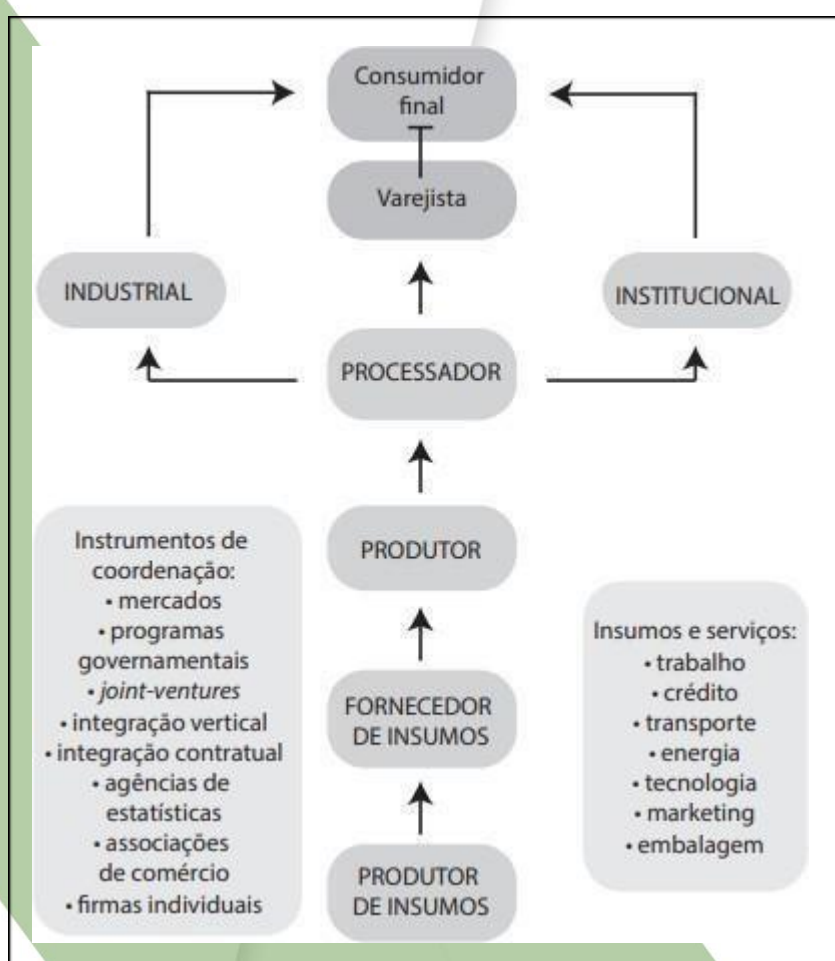 Consumidor
final
Varejista
INDUSTRIAL
INSTITUCIONAL
PROCESSADOR
PRODUTOR
Instrumentos de
coordenação:
• mercados
• programas
governamentais
• joint-ventures
• integração vertical
• integração contratual
• agências de
estatísticas
• associações
de comércio
• firmas individuais
FORNECEDOR
DE INSUMOS
PRODUTOR
DE INSUMOS
Insumos e serviços:
• trabalho
• crédito
• transporte
• energia
• tecnologia
• marketing
• embalagem